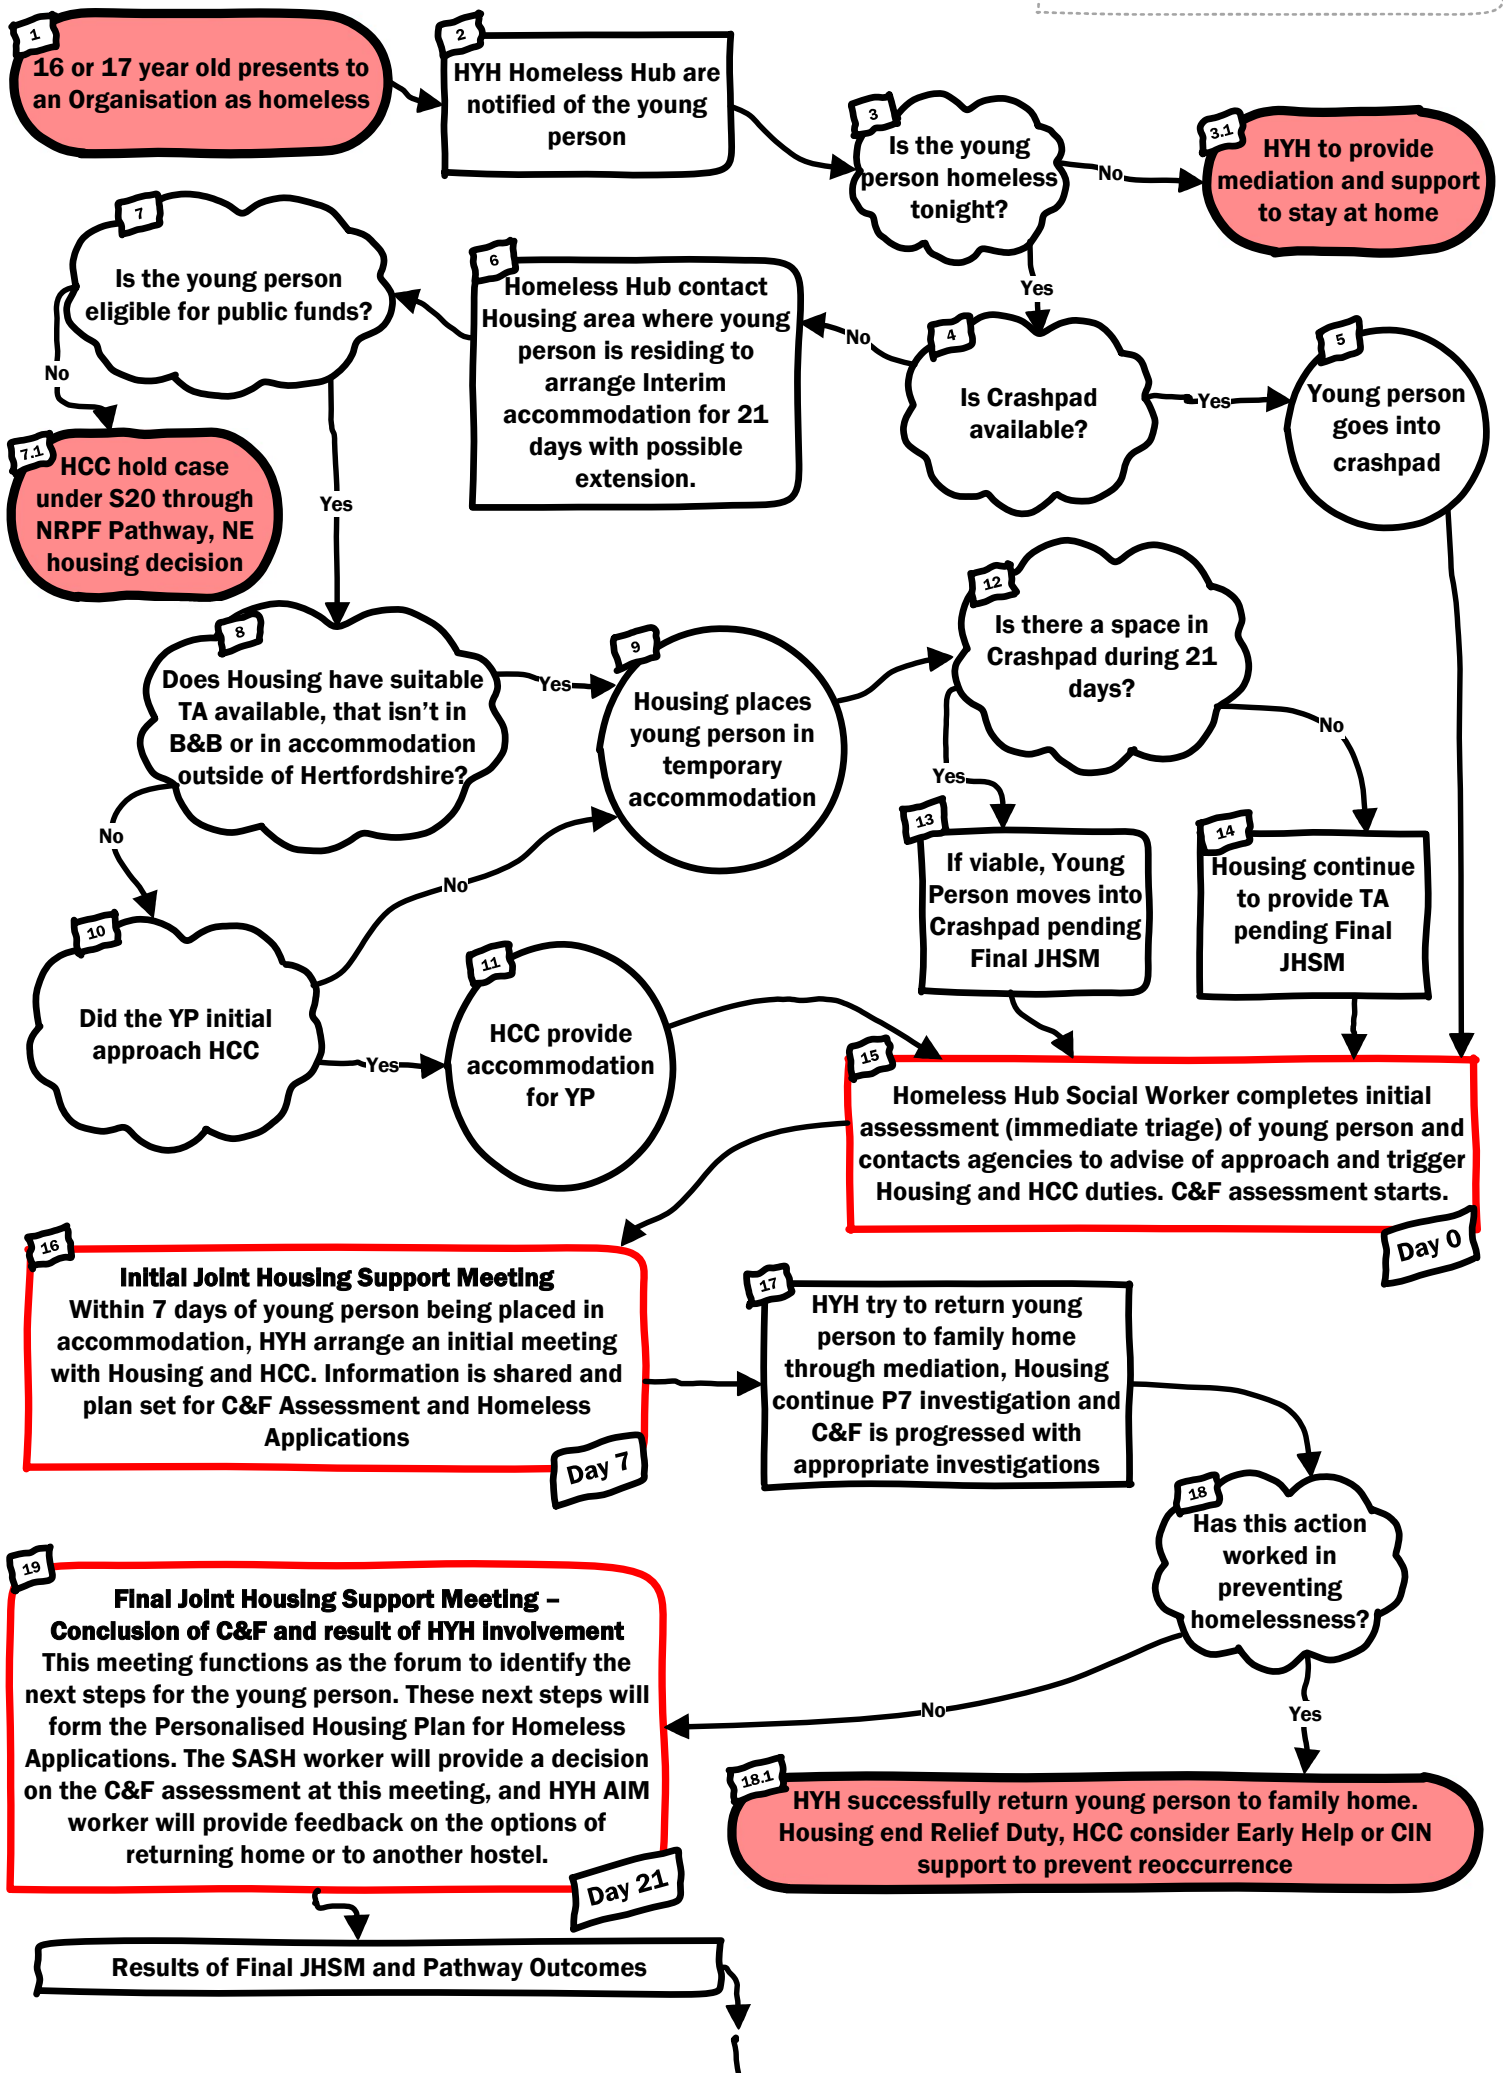 1
16 or 17 year old presents to
an Organisation as homeless
2
HYH Homeless Hub are
notified of the young
person
3
Is the young
person homeless
tonight?
No
3.1
HYH to provide
mediation and support
to stay at home
Yes
4
Is Crashpad
available?
Yes
5
Young person
goes into
crashpad
No
6
Homeless Hub contact
Housing area where young
person is residing to
arrange Interim
accommodation for 21
days with possible
extension.
7
Is the young person
eligible for public funds?
No
7.1
HCC hold case
under S20 through
NRPF Pathway, NE
housing decision
Yes
8
Does Housing have suitable
TA available, that isn't in
B&B or in accommodation
outside of Hertfordshire?
Yes
9
Housing places
young person in
temporary
accommodation
No
10
Did the YP initial
approach HCC
No
Yes
11
HCC provide
accommodation
for YP
12
Is there a space in
Crashpad during 21
days?
Yes
No
13
If viable, Young
Person moves into
Crashpad pending
Final JHSM
14
Housing continue
to provide TA
pending Final
JHSM
15
Homeless Hub Social Worker completes initial
assessment (immediate triage) of young person and
contacts agencies to advise of approach and trigger
Housing and HCC duties. C&F assessment starts.
Day 0
16
Initial Joint Housing Support Meeting
Within 7 days of young person being placed in
accommodation, HYH arrange an initial meeting
with Housing and HCC. Information is shared and
plan set for C&F Assessment and Homeless
Applications
Day 7
17
HYH try to return young
person to family home
through mediation, Housing
continue P7 investigation and
C&F is progressed with
appropriate investigations
18
Has this action
worked in
preventing
homelessness?
No
Yes
18.1
HYH successfully return young person to family home.
Housing end Relief Duty, HCC consider Early Help or CIN
support to prevent reoccurrence
19
Final Joint Housing Support Meeting –
Conclusion of C&F and result of HYH involvement
This meeting functions as the forum to identify the
next steps for the young person. These next steps will
form the Personalised Housing Plan for Homeless
Applications. The SASH worker will provide a decision
on the C&F assessment at this meeting, and HYH AIM
worker will provide feedback on the options of
returning home or to another hostel.
Day 21
Results of Final JHSM and Pathway Outcomes